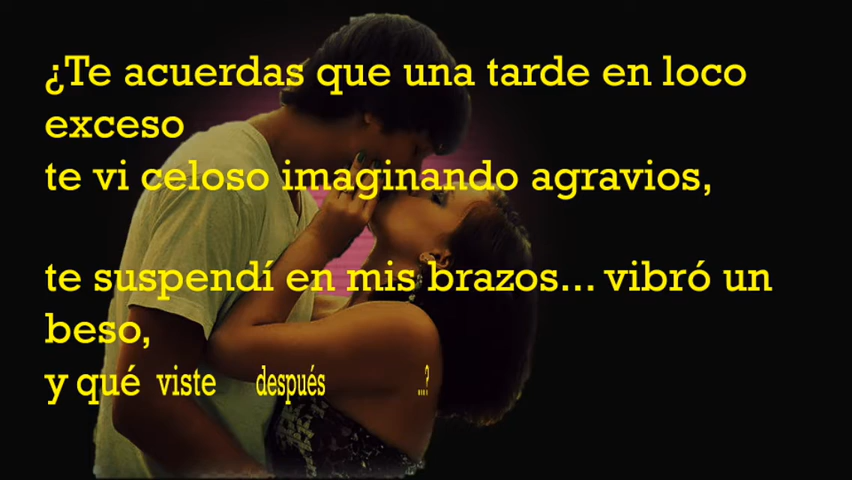 ¿Te acuerdas que una tarde en loco
exceso
te vi celoso imaginando agravios,
te suspendí en mis brazos... vibró un
beso,
y qué viste después ...?